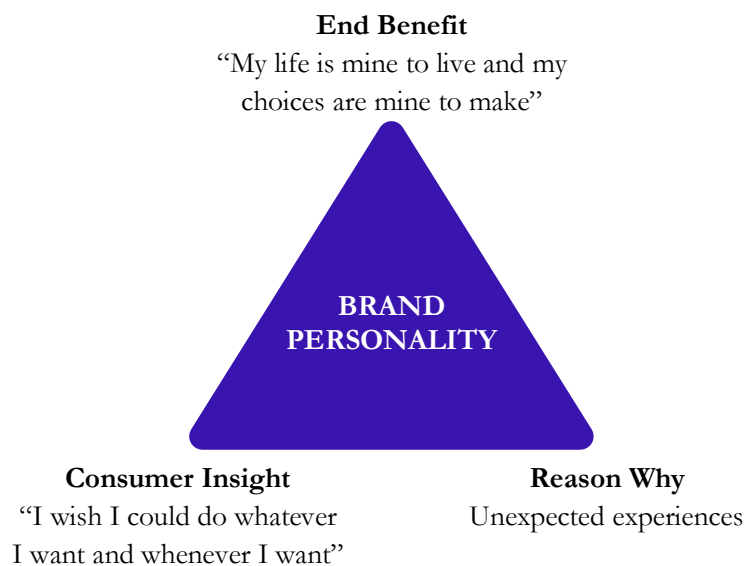 End Benefit
“My life is mine to live and my
choices are mine to make”
BRAND
PERSONALITY
Consumer Insight
“I wish I could do whatever
I want and whenever I want”
Reason Why
Unexpected experiences